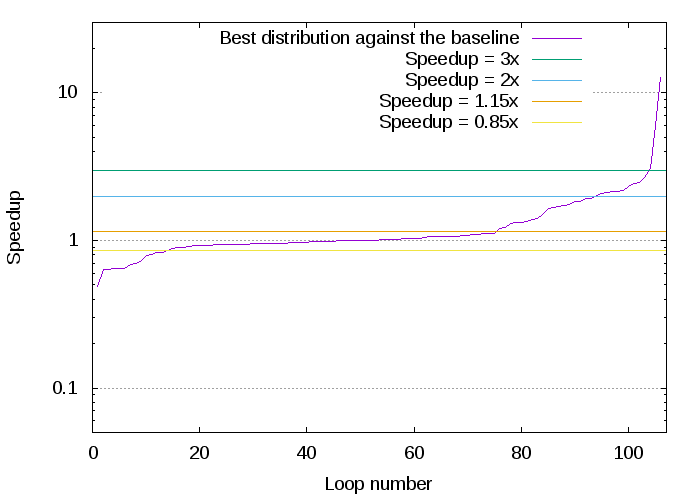 Best distribution against the baseline
Speedup = 3x
Speedup = 2x
Speedup = 1.15x
Speedup = 0.85x
10
1
0.1
Speedup
0 20 40 60 80 100
Loop number